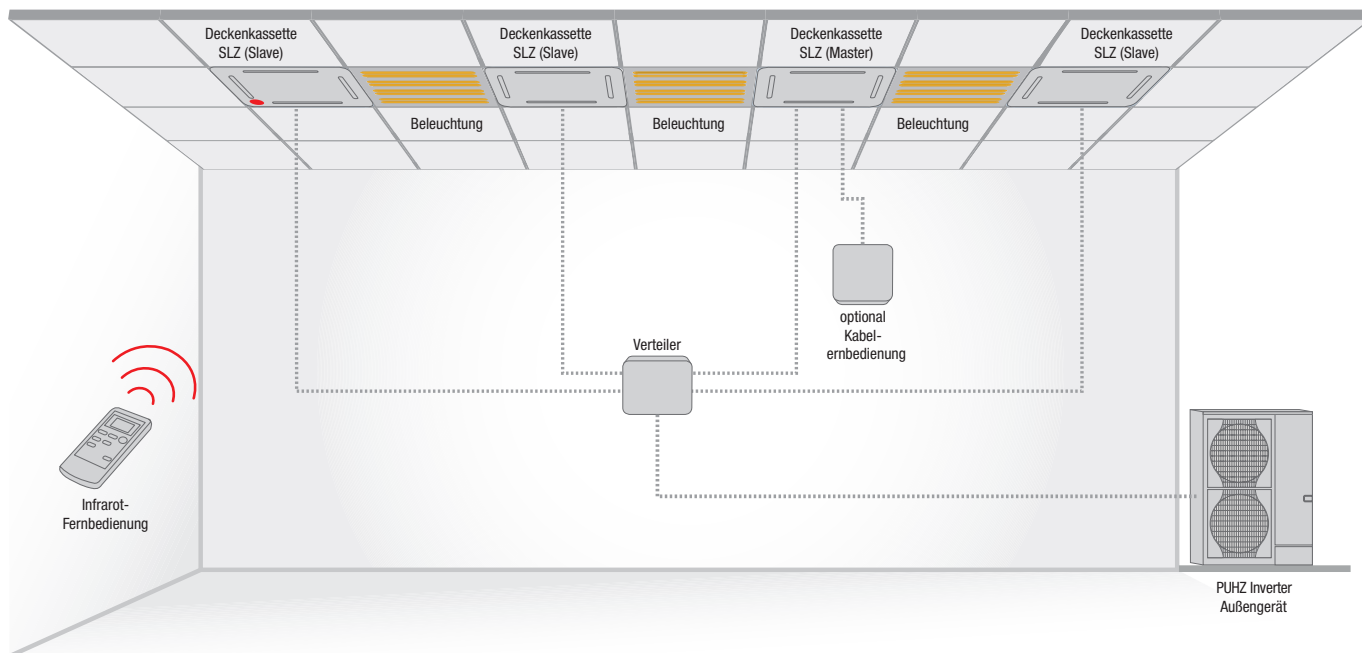 Deckenkassette
SLZ (Slave)
Deckenkassette
SLZ (Slave)
Deckenkassette
SLZ (Master)
Deckenkassette
SLZ (Slave)
Beleuchtung
Beleuchtung
Beleuchtung
optional
Kabel-
ernbedienung
Verteiler
Infrarot-
Fernbedienung
PUHZ Inverter
Außengerät